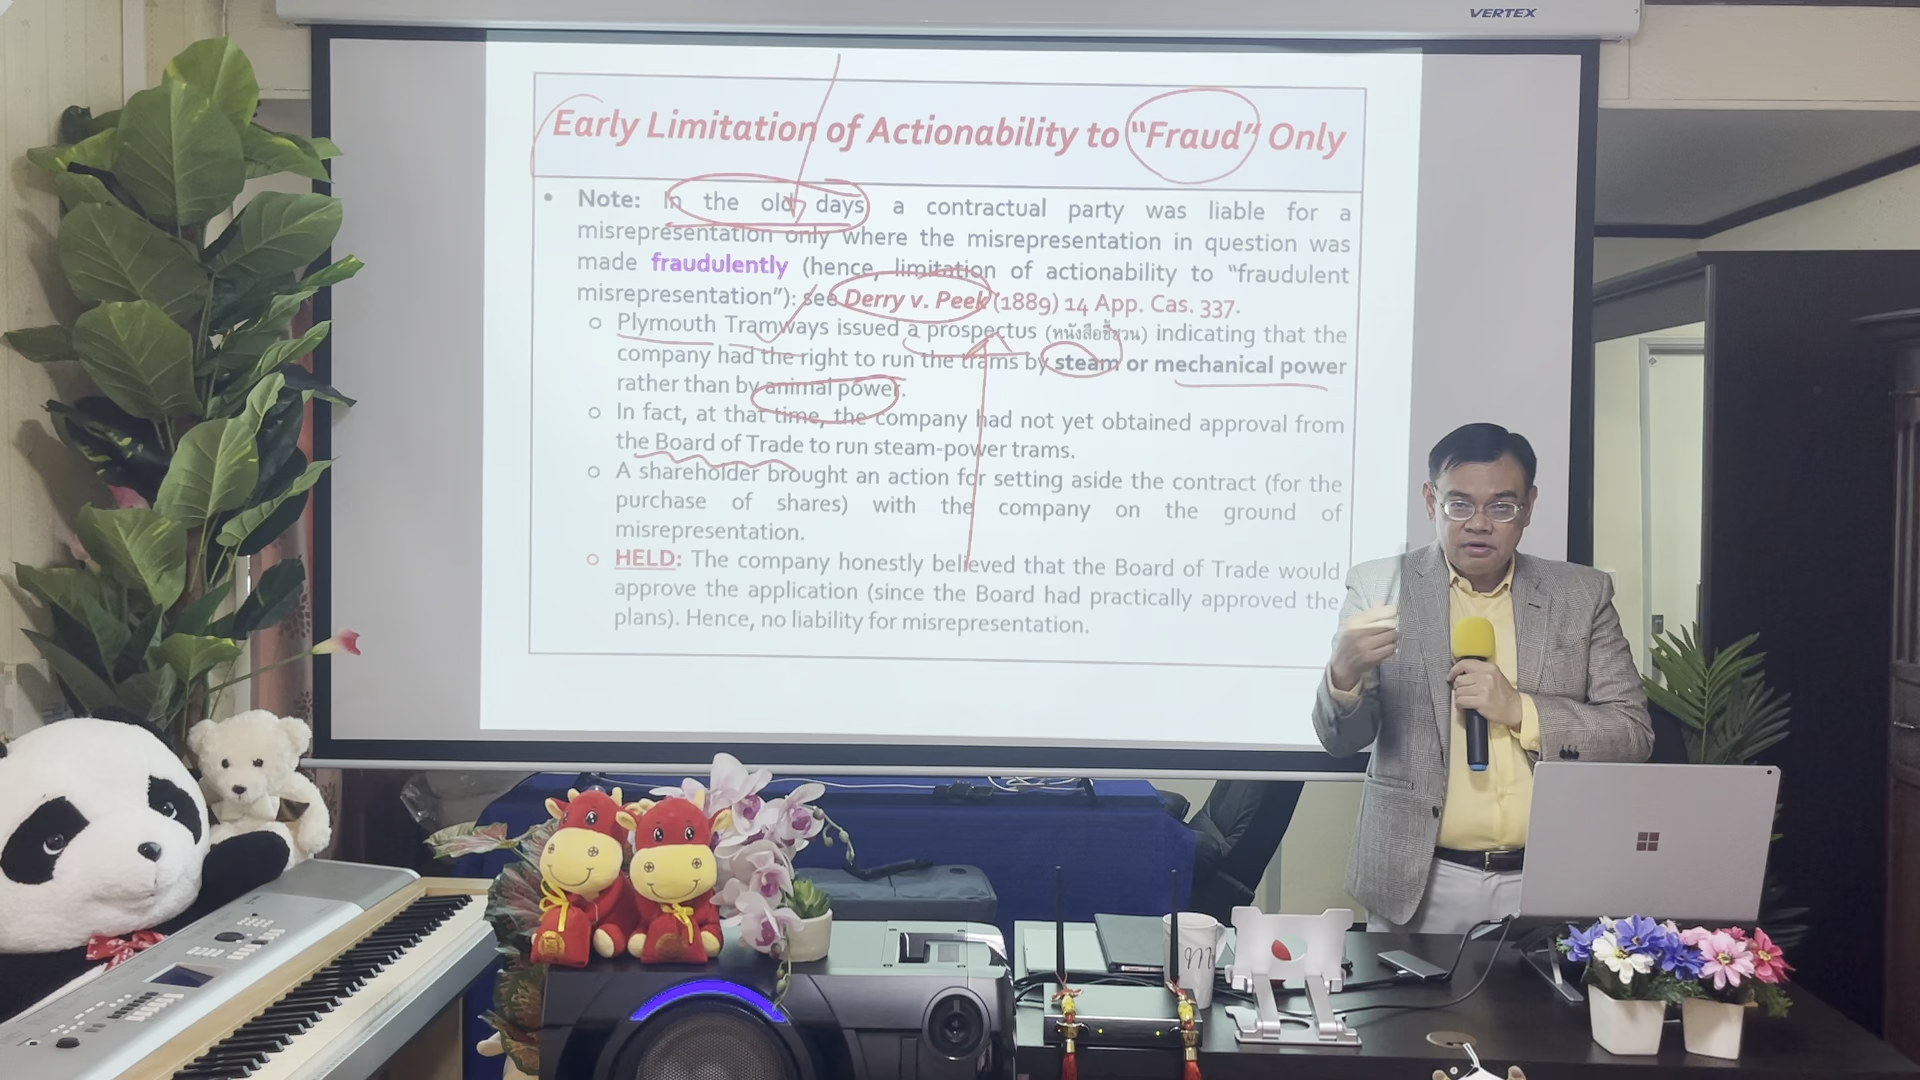 VERTEX
Early Limitation of Actionability to "Fraud" Only
• Note: In the old days a contractual party was liable for a
misrepresentation only where the misrepresentation in question was
made fraudulently (hence, limitation of actionability to "fraudulent
misrepresentation"): see Derry v. Peek (1889) 14 App. Cas. 337.
o Plymouth Tramways issued a prospectus (หนังสือชี้ชวน) indicating that the
company had the right to run the trams by steam or mechanical power
rather than by animal power.
o In fact, at that time, the company had not yet obtained approval from
the Board of Trade to run steam-power trams.
o A shareholder brought an action for setting aside the contract (for the
purchase of shares) with the company on the ground of
misrepresentation.
o HELD: The company honestly believed that the Board of Trade would
approve the application (since the Board had practically approved the
plans). Hence, no liability for misrepresentation.